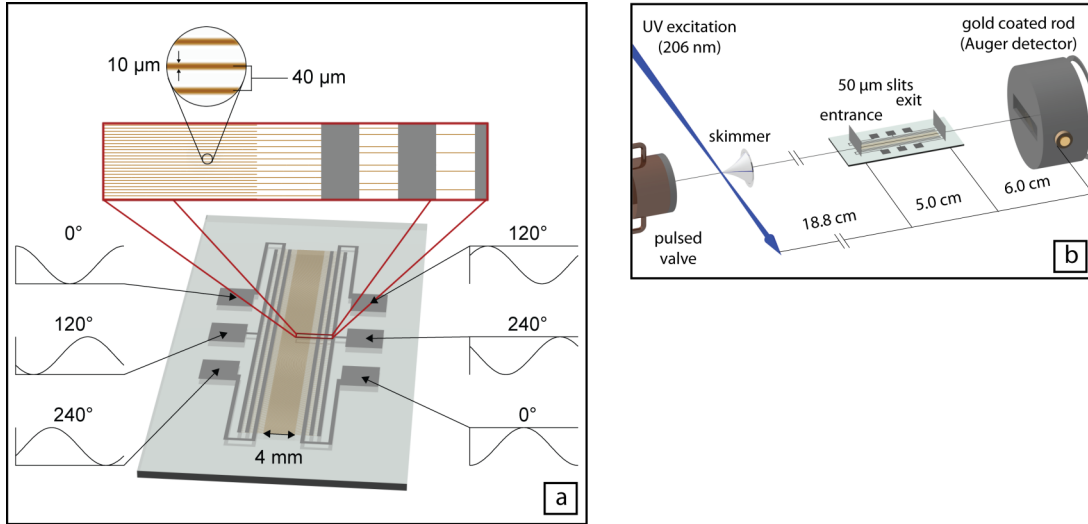 10 µm
40 µm
0°
120°
240°
120°
240°
0°
4 mm
a
UV excitation
(206 nm)
gold coated rod
(Auger detector)
50 µm slits
exit
entrance
skimmer
pulsed
valve
18.8 cm
5.0 cm
6.0 cm
b